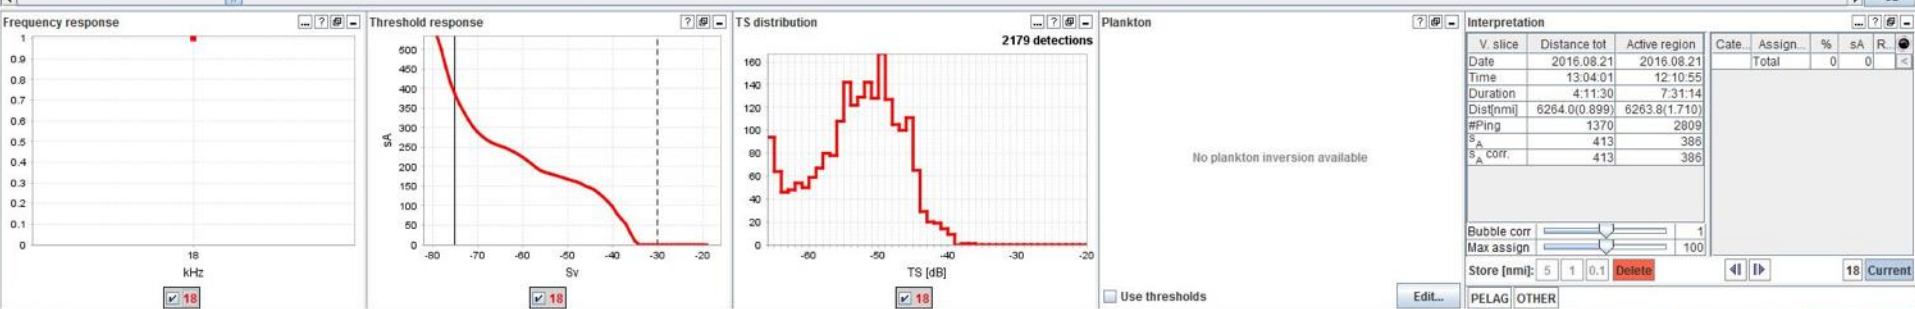 Frequency response ... ?
Threshold response ?
TS distribution ... ?
Plankton ?
Interpretation ... ?
1
0.9
0.8
0.7
0.6
0.5
0.4
0.3
0.2
0.1
0
18
kHz
18
sA
500
450
400
350
300
250
200
150
100
50
0
-80 -70 -60 -50 -40 -30 -20
Sv
18
2179 detections
160
140
120
100
80
60
40
20
0
-60 -50 -40 -30 -20
TS [dB]
18
No plankton inversion available
Use thresholds Edit...
V. slice Distance tot Active region
Date 2016.08.21 2016.08.21
Time 13:04:01 12:10:55
Duration 4:11:30 7:31:14
Dist[nmi] 6264.0(0.899) 6263.8(1.710)
#Ping 1370 2809
sA 413 386
sA corr. 413 386
Cate... Assign... % sA R...
Total 0 0 <
Bubble corr 1
Max assign 100
Store [nmi]: 5 1 0.1 Delete 18 Current
PELAG OTHER